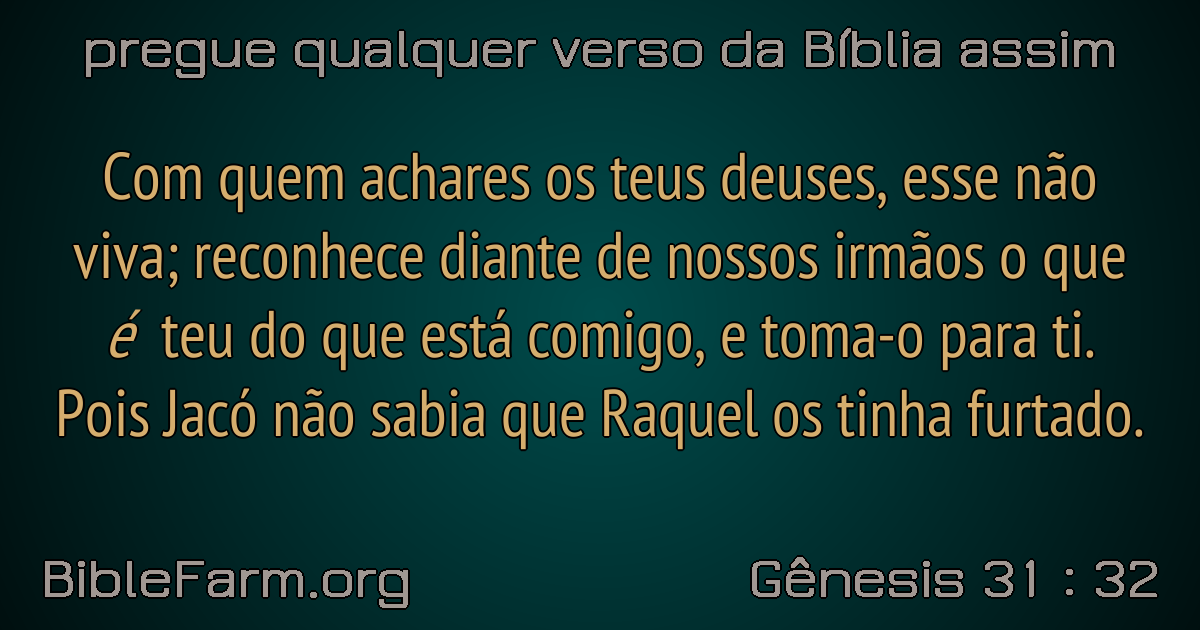 pregue qualquer verso da Bíblia assim
Com quem achares os teus deuses, esse não
viva; reconhece diante de nossos irmãos o que
é teu do que está comigo, e toma-o para ti.
Pois Jacó não sabia que Raquel os tinha furtado.
BibleFarm.org
Gênesis 31 : 32